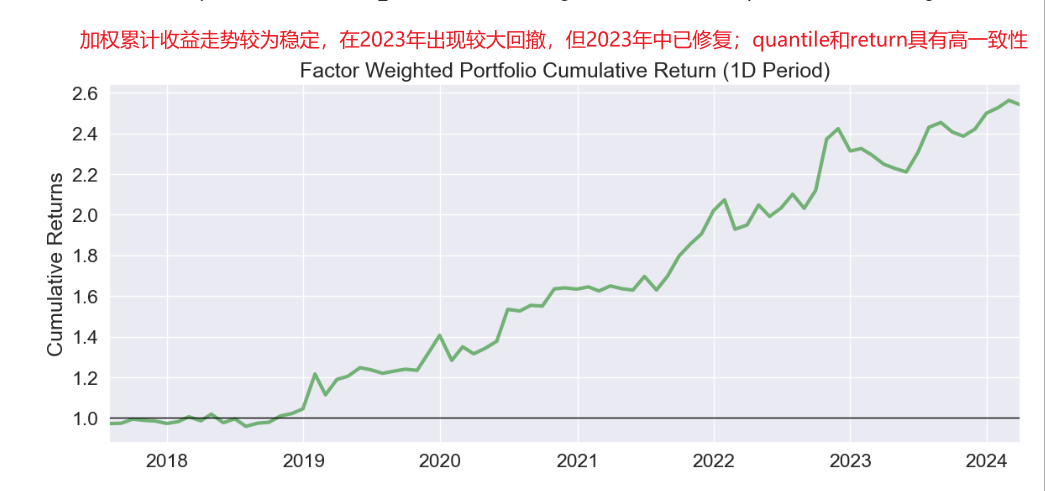 加权累计收益走势较为稳定，在2023年出现较大回撤，但2023年中已修复；quantile和return具有高一致性
Factor Weighted Portfolio Cumulative Return (1D Period)
Cumulative Returns
2.6
2.4
2.2
2.0
1.8
1.6
1.4
1.2
1.0
2018 2019 2020 2021 2022 2023 2024